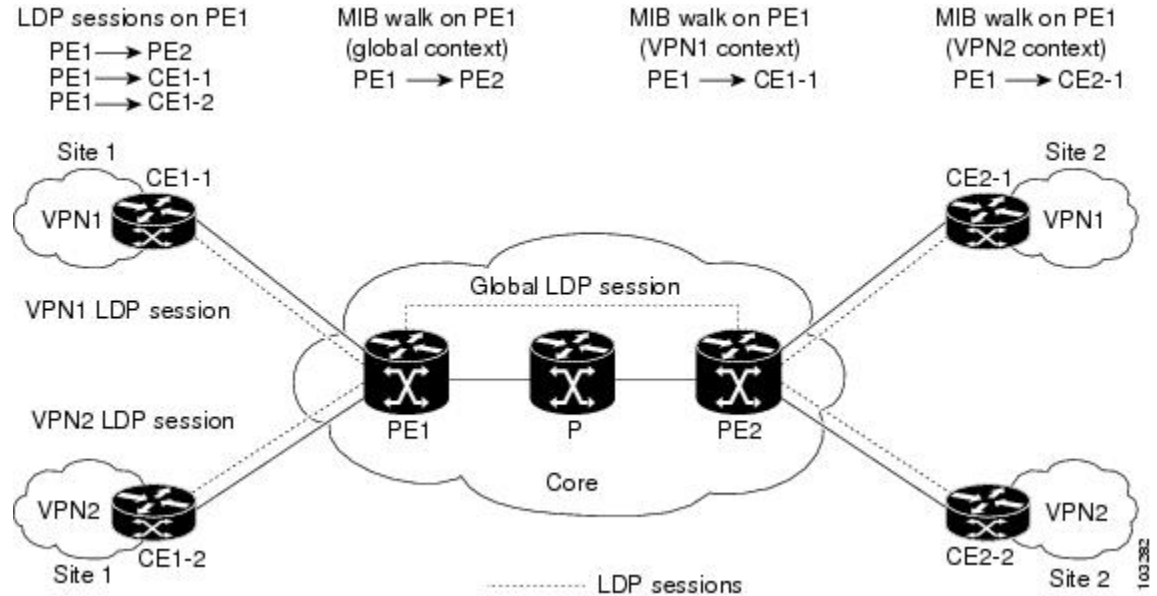 LDP sessions on PE1
PE1 → PE2
PE1 → CE1-1
PE1 → CE1-2
MIB walk on PE1
(global context)
PE1 → PE2
MIB walk on PE1
(VPN1 context)
PE1 → CE1-1
MIB walk on PE1
(VPN2 context)
PE1 → CE2-1
Site 1
CE1-1
VPN1
Site 2
CE2-1
VPN1
Global LDP session
VPN1 LDP session
PE1
P
PE2
VPN2 LDP session
Core
VPN2
CE1-2
Site 1
VPN2
CE2-2
Site 2
LDP sessions
103282